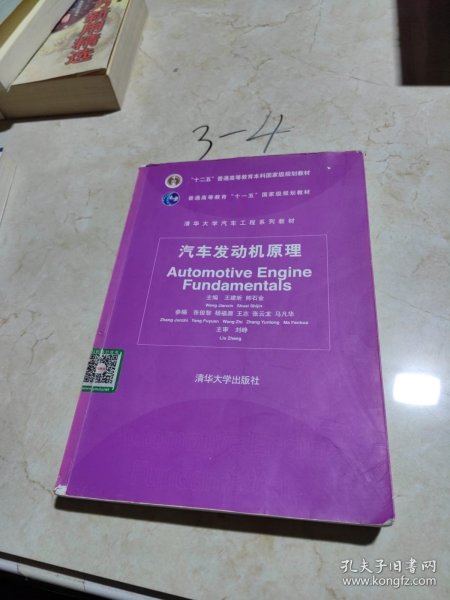 3-4
"十二五"普通高等教育本科国家级规划教材
普通高等教育"十一五"国家级规划教材
清华大学汽车工程系列教材
汽车发动机原理
Automotive Engine
Fundamentals
主编 王建昕 帅石金
Wang Jianxin Shuai Shijin
参编 张俊智 杨福源 王志 张云龙 马凡华
Zhang Junzhi Yang Fuyuan Wang Zhi Zhang Yunlong Ma Fanhua
主审 刘峥
Liu Zheng
清华大学出版社
孔夫子旧书网
www.kongfz.com